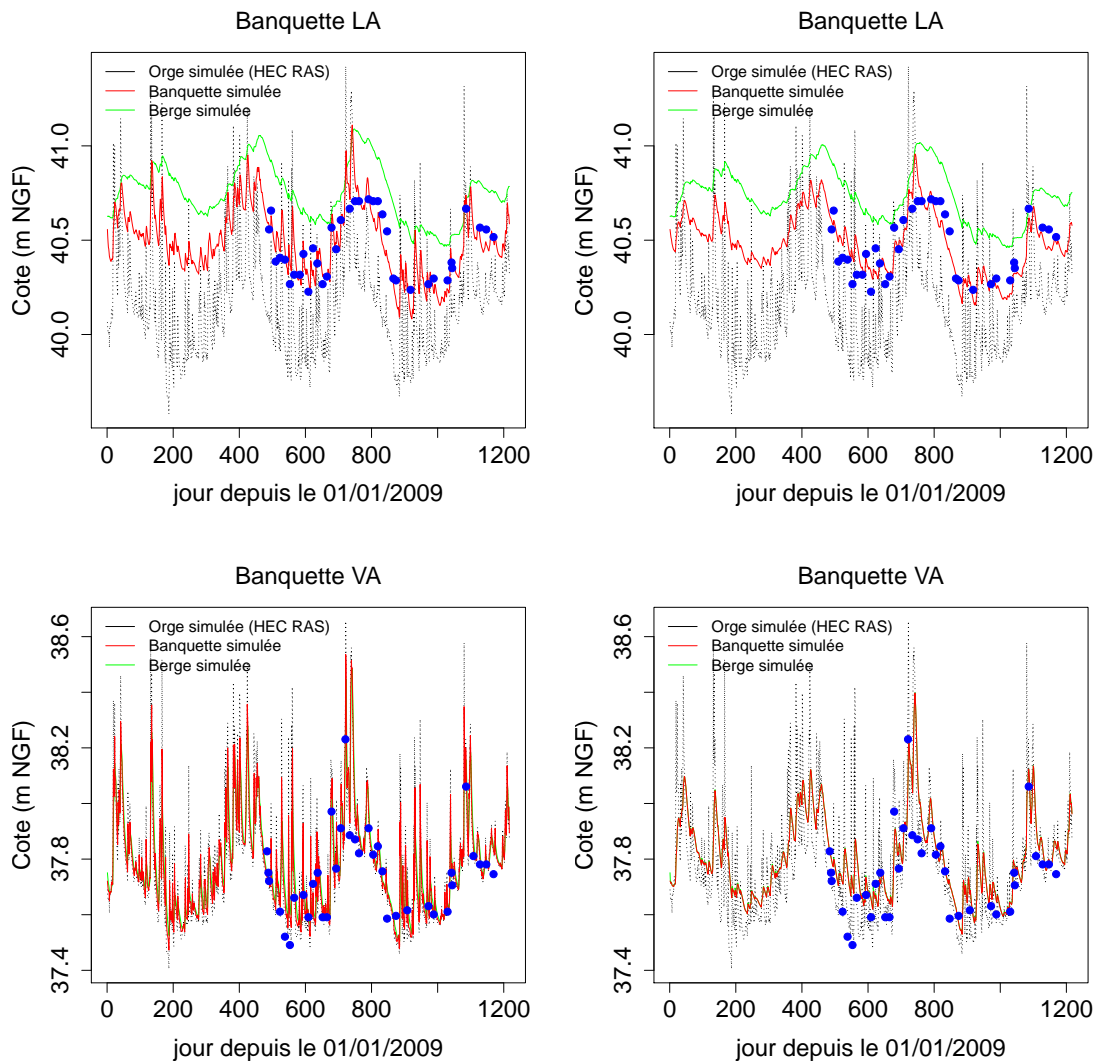 Banquette LA
Orge simulée (HEC RAS)
Banquette simulée
Berge simulée
Cote (m NGF)
40.0 40.5 41.0
0 200 400 600 800 1200
jour depuis le 01/01/2009
Banquette LA
Orge simulée (HEC RAS)
Banquette simulée
Berge simulée
Cote (m NGF)
40.0 40.5 41.0
0 200 400 600 800 1200
jour depuis le 01/01/2009
Banquette VA
Orge simulée (HEC RAS)
Banquette simulée
Berge simulée
Cote (m NGF)
37.4 37.8 38.2 38.6
0 200 400 600 800 1200
jour depuis le 01/01/2009
Banquette VA
Orge simulée (HEC RAS)
Banquette simulée
Berge simulée
Cote (m NGF)
37.4 37.8 38.2 38.6
0 200 400 600 800 1200
jour depuis le 01/01/2009